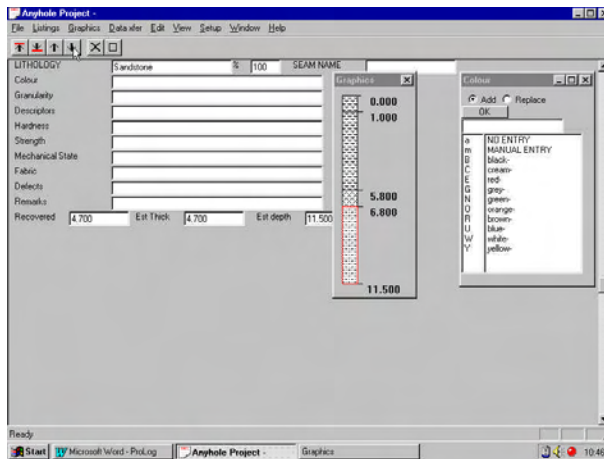 Anyhole Project -
File Listings Graphics Data xfer Edit View Setup Window Help
LITHOLOGY Sandstone % 100 SEAM NAME
Colour
Granularity
Descriptors
Hardness
Strength
Mechanical State
Fabric
Defects
Remarks
Recovered 4.700 Est Thick 4.700 Est depth 11.500
Graphics
0.000
1.000
5.800
6.800
11.500
Colour
Add Replace
OK
a NO ENTRY
m MANUAL ENTRY
B black-
C cream-
E red-
G grey-
N green-
O orange-
R brown-
U blue-
W white-
Y yellow-
Ready
Start Microsoft Word - ProLog Anyhole Project - Graphics 10:46